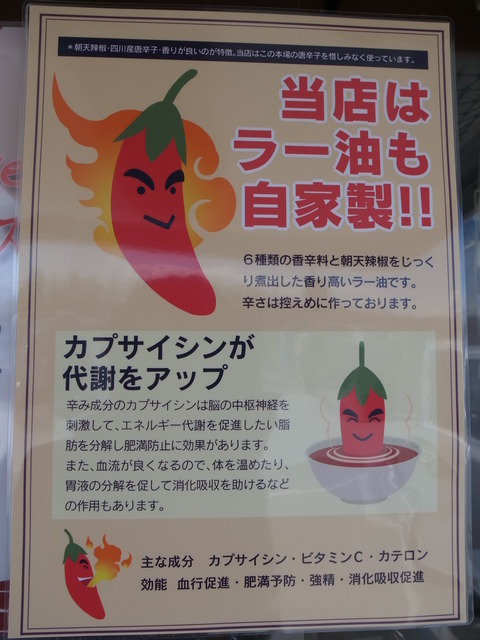 *朝天辣椒・四川産唐辛子・香りが良いのが特徴。当店はこの本場の唐辛子を惜しみなく使っています。
当店は
ラー油も
自家製!!
６種類の香辛料と朝天辣椒をじっく
り煮出した香り高いラー油です。
辛さは控えめに作っております。
カプサイシンが
代謝をアップ
辛み成分のカプサイシンは脳の中枢神経を
刺激して、エネルギー代謝を促進したい脂
肪を分解し肥満防止に効果があります。
また、血流が良くなるので、体を温めたり、
胃液の分解を促して消化吸収を助けるなど
の作用もあります。
主な成分 カプサイシン・ビタミンＣ・カテロン
効能 血行促進・肥満予防・強精・消化吸収促進